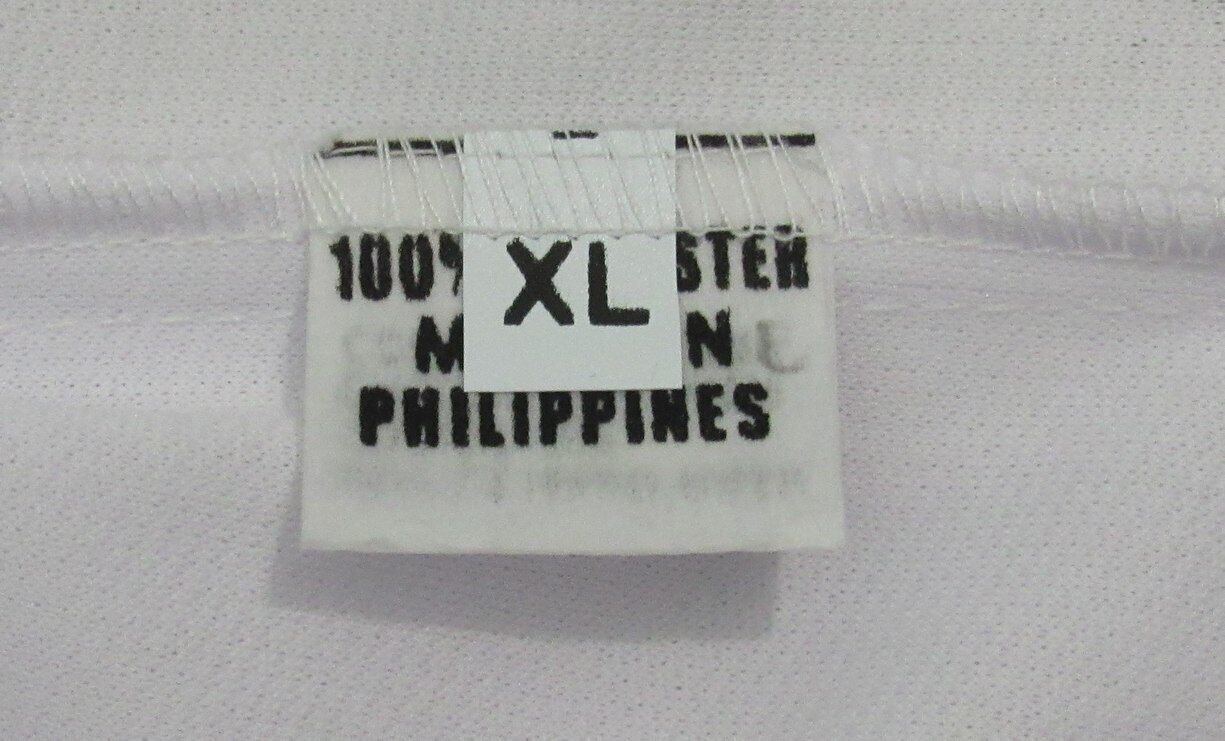 XL
100%
STER
M N
PHILIPPINES